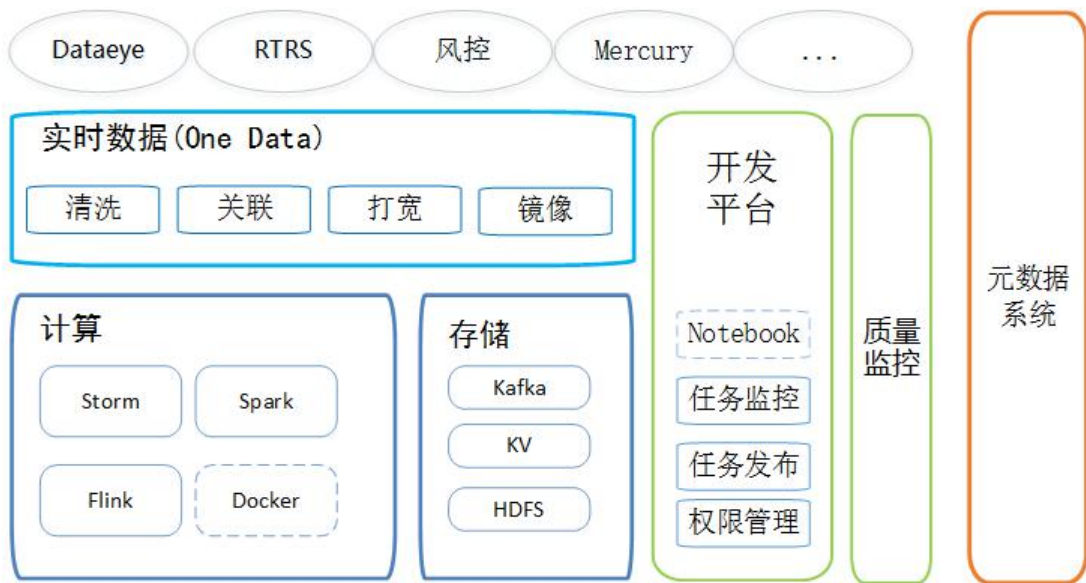 Dataeye
RTRS
风控
Mercury
...
实时数据(One Data)
清洗
关联
打宽
镜像
计算
Storm
Spark
Flink
Docker
存储
Kafka
KV
HDFS
开发
平台
Notebook
任务监控
任务发布
权限管理
质量
监控
元数据
系统